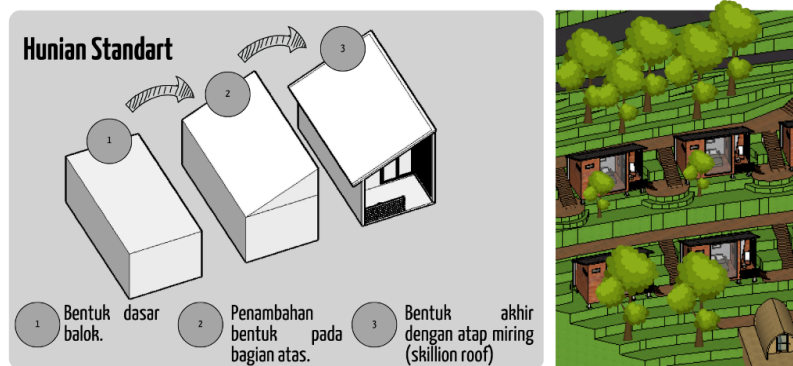 Hunian Standart
1
2
3
1
Bentuk dasar
balok.
2
Penambahan
bentuk pada
bagian atas.
3
Bentuk akhir
dengan atap miring
(skillion roof)